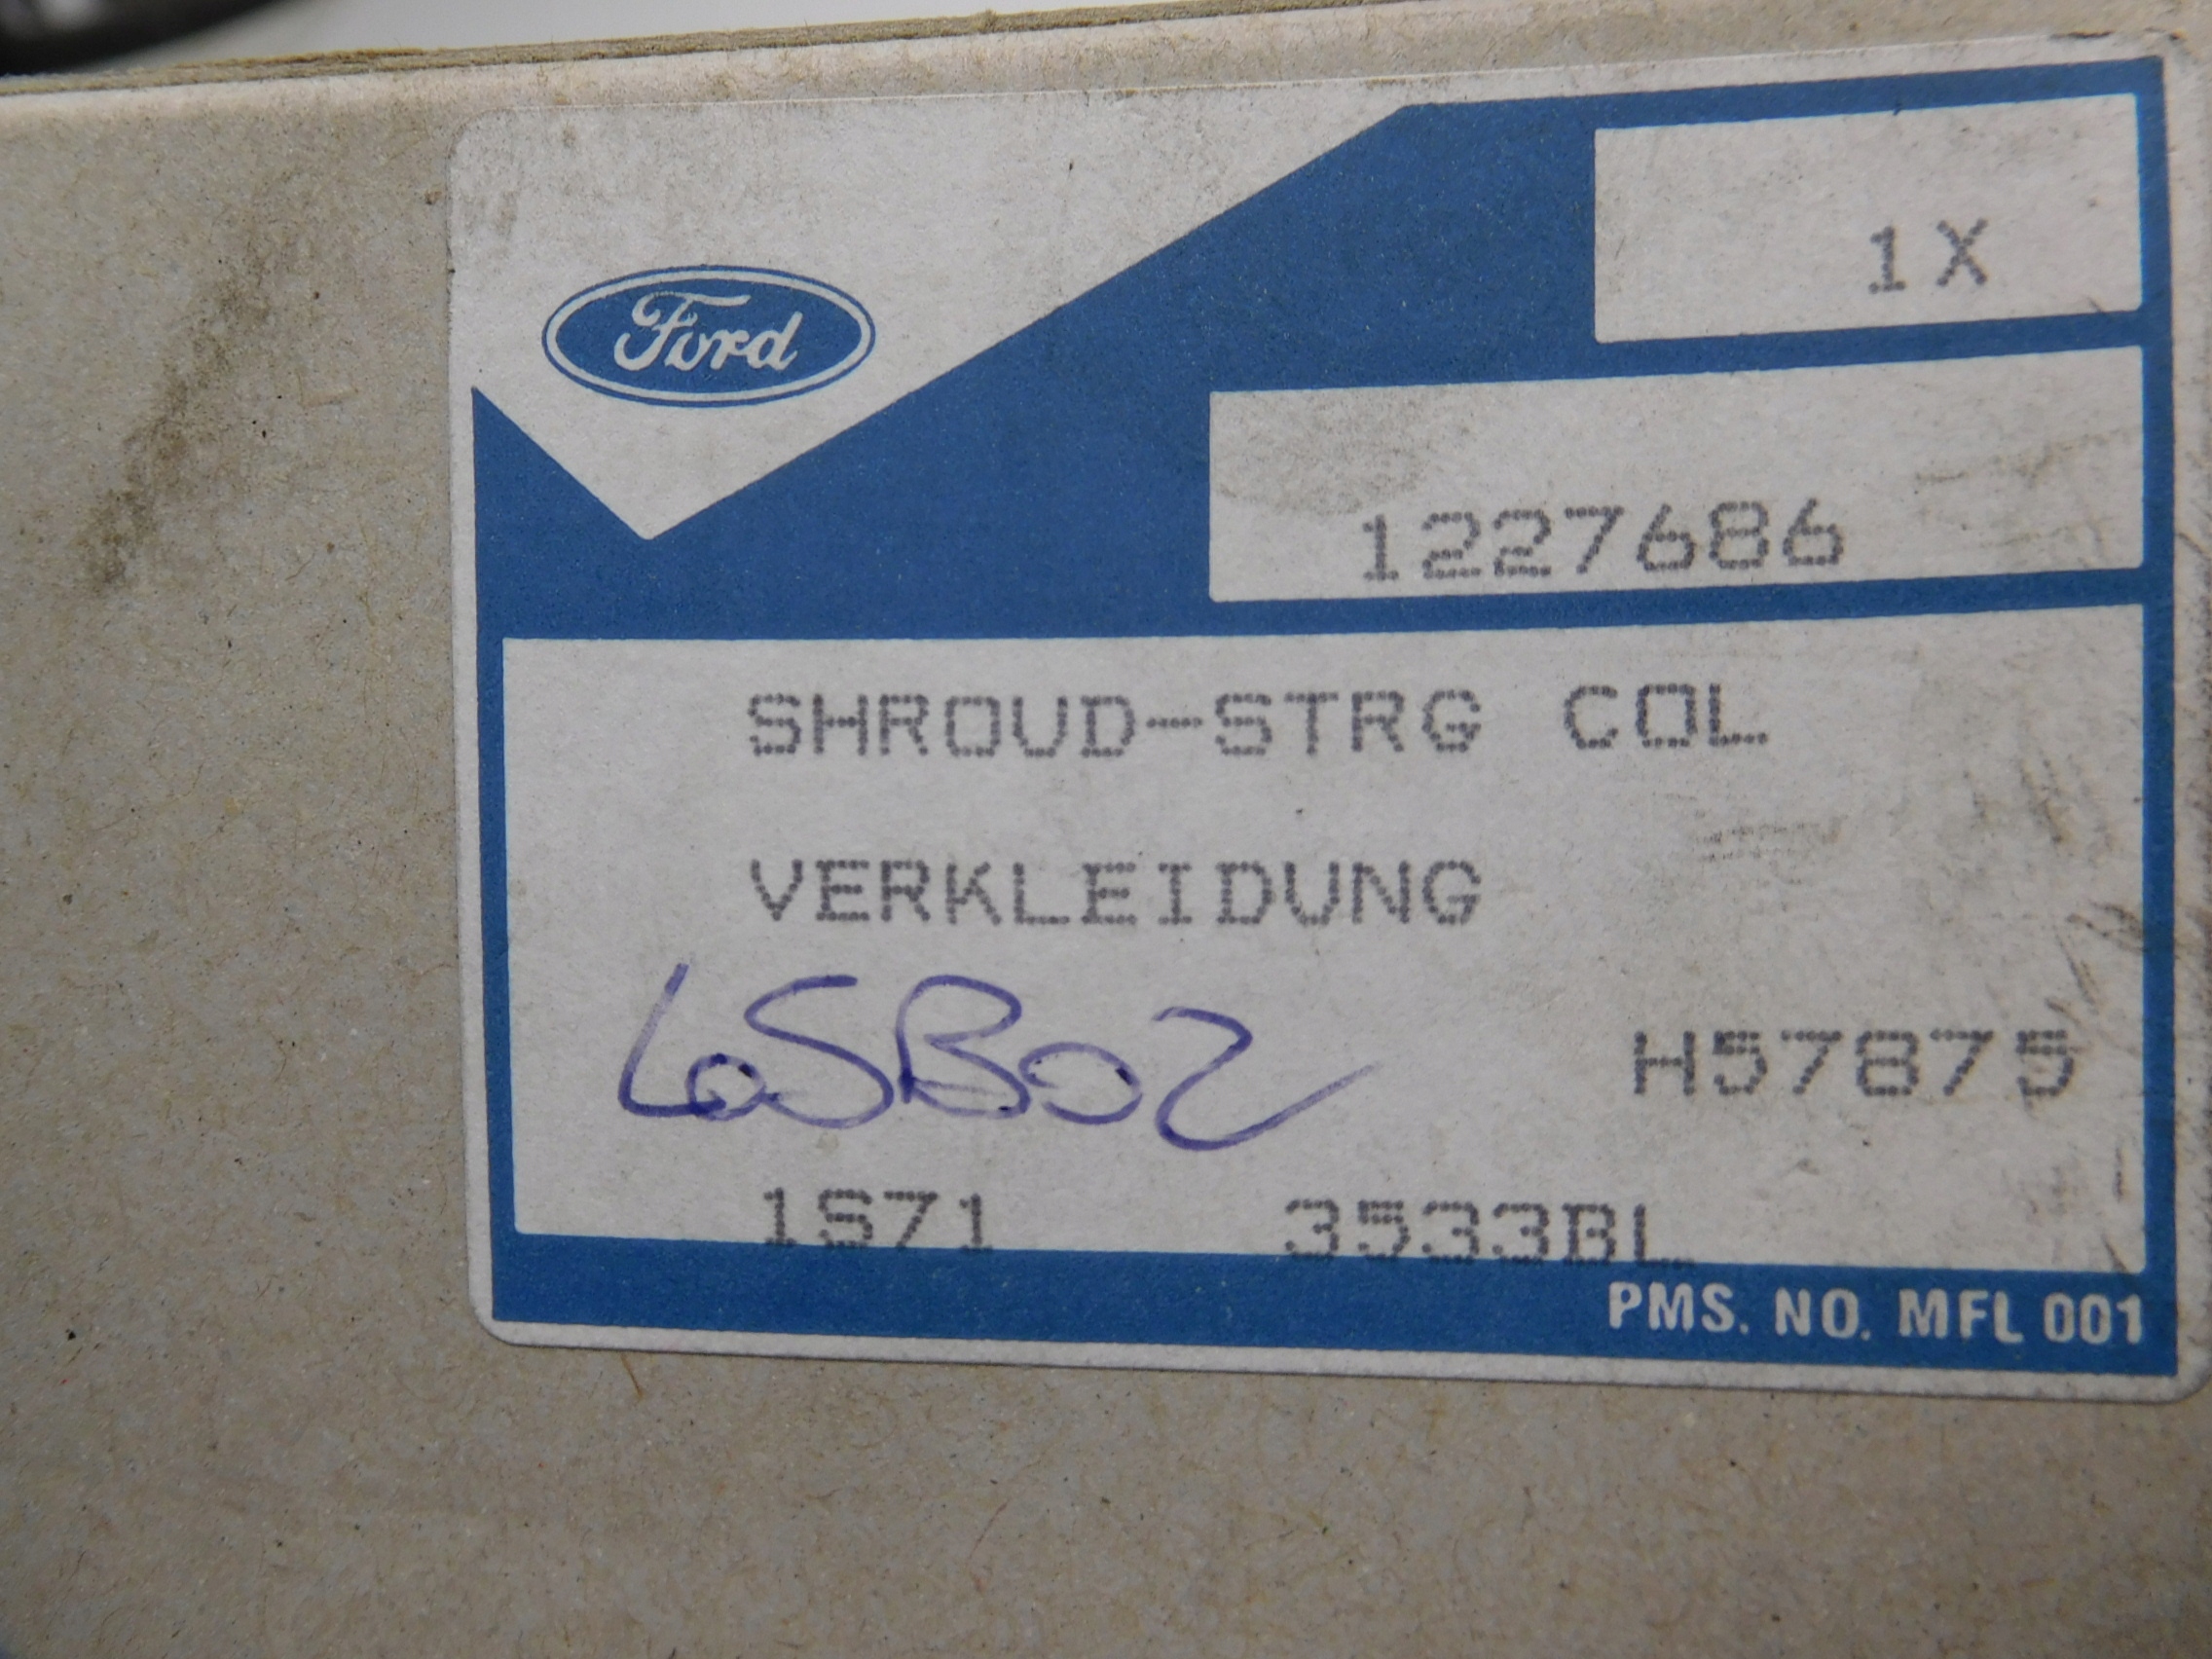 Ford
1X
1227686
SHROUD-STRG COL
VERKLEIDUNG
H57875
1S71 3533BL
PMS. NO. MFL 001